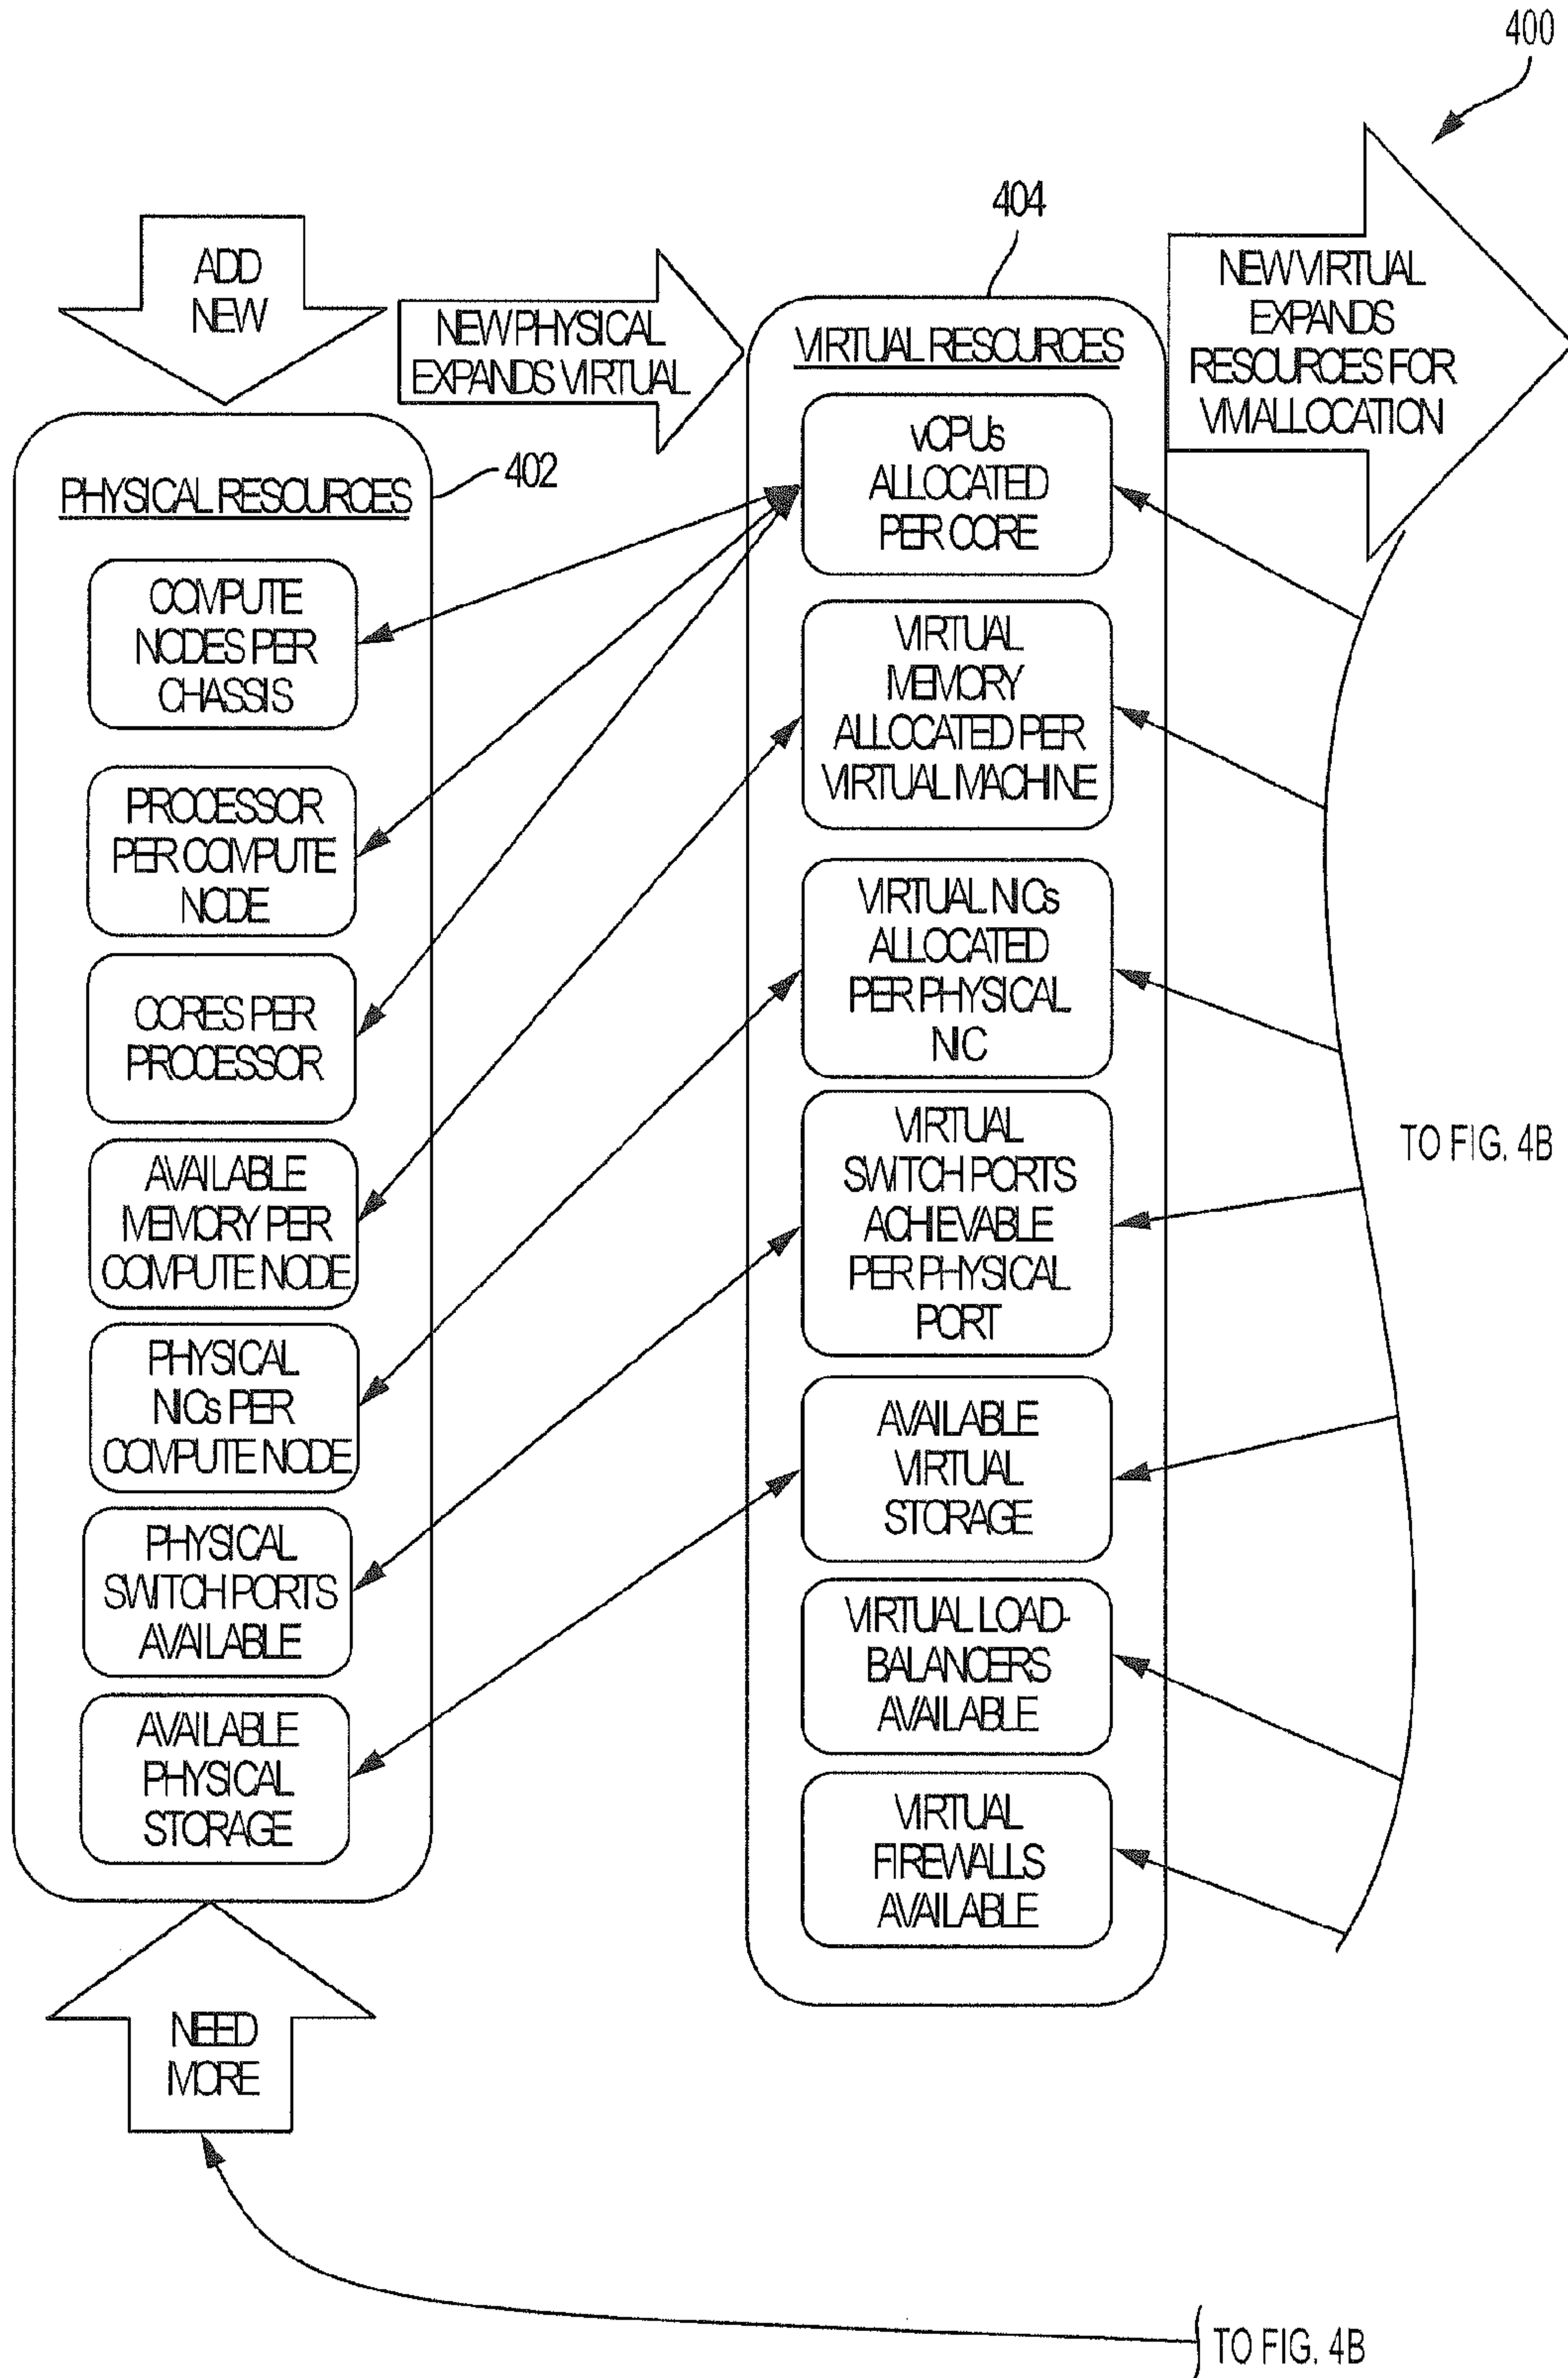 400
404
ADD
NEW
NEW PHYSICAL
EXPANDS VIRTUAL
NEW VIRTUAL
EXPANDS
RESOURCES FOR
VM ALLOCATION
402
PHYSICAL RESOURCES
COMPUTE
NODES PER
CHASSIS
PROCESSOR
PER COMPUTE
NODE
CORES PER
PROCESSOR
AVAILABLE
MEMORY PER
COMPUTE NODE
PHYSICAL
NICs PER
COMPUTE NODE
PHYSICAL
SWITCH PORTS
AVAILABLE
AVAILABLE
PHYSICAL
STORAGE
NEED
MORE
VIRTUAL RESOURCES
vCPUs
ALLOCATED
PER CORE
VIRTUAL
MEMORY
ALLOCATED PER
VIRTUAL MACHINE
VIRTUAL NICs
ALLOCATED
PER PHYSICAL
NIC
VIRTUAL
SWITCH PORTS
ACHIEVABLE
PER PHYSICAL
PORT
AVAILABLE
VIRTUAL
STORAGE
VIRTUAL LOAD-
BALANCERS
AVAILABLE
VIRTUAL
FIREWALLS
AVAILABLE
TO FIG. 4B
TO FIG. 4B